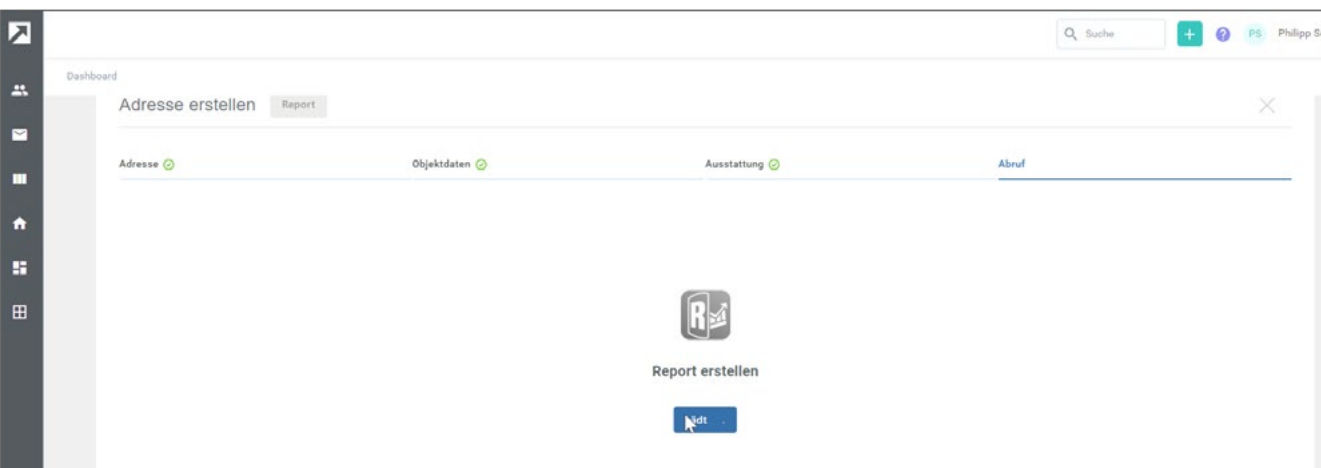 Suche
PS Philipp S
Dashboard
Adresse erstellen Report
Adresse Objektdaten Ausstattung Abruf
R
Report erstellen